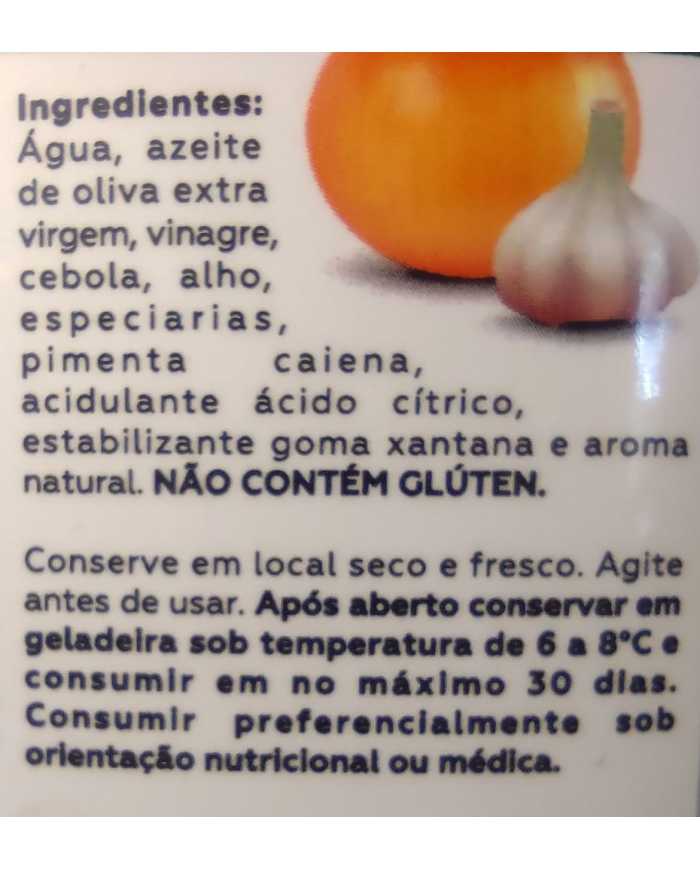 Ingredientes:
Água, azeite
de oliva extra
virgem, vinagre,
cebola, alho,
especiarias,
pimenta caiena,
acidulante ácido cítrico,
estabilizante goma xantana e aroma
natural. NÃO CONTÉM GLÚTEN.
Conserve em local seco e fresco. Agite
antes de usar. Após aberto conservar em
geladeira sob temperatura de 6 a 8°C e
consumir em no máximo 30 dias.
Consumir preferencialmente sob
orientação nutricional ou médica.